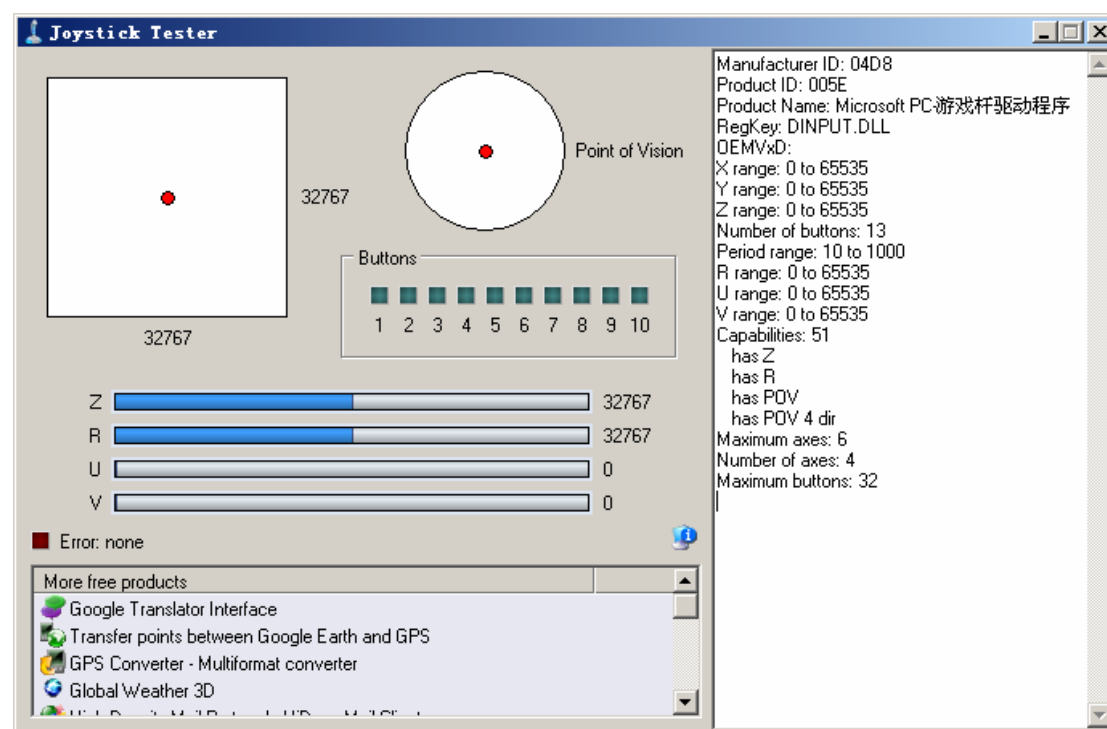 Joystick Tester
32767
32767
Point of Vision
Buttons
1 2 3 4 5 6 7 8 9 10
Z 32767
R 32767
U 0
V 0
Error: none
More free products
Google Translator Interface
Transfer points between Google Earth and GPS
GPS Converter - Multiformat converter
Global Weather 3D
Manufacturer ID: 04D8
Product ID: 005E
Product Name: Microsoft PC-游戏杆驱动程序
RegKey: DINPUT.DLL
OEMVxD:
X range: 0 to 65535
Y range: 0 to 65535
Z range: 0 to 65535
Number of buttons: 13
Period range: 10 to 1000
R range: 0 to 65535
U range: 0 to 65535
V range: 0 to 65535
Capabilities: 51
has Z
has R
has POV
has POV 4 dir
Maximum axes: 6
Number of axes: 4
Maximum buttons: 32